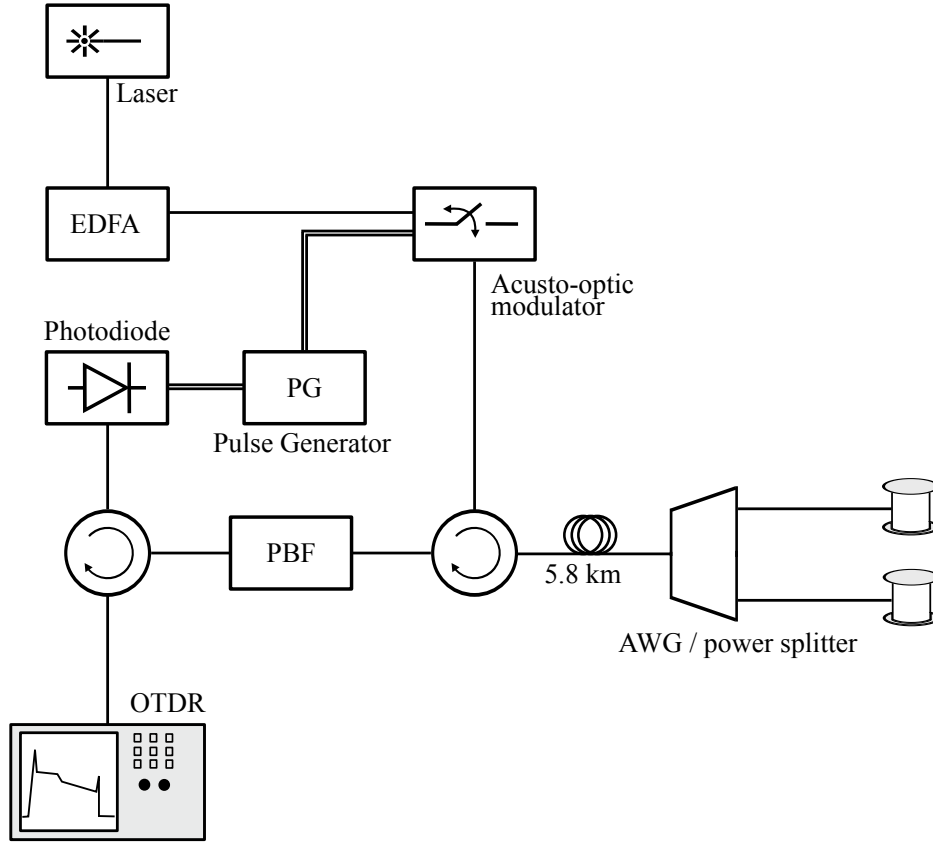 Laser
EDFA
Acusto-optic
modulator
Photodiode
PG
Pulse Generator
PBF
5.8 km
AWG / power splitter
OTDR